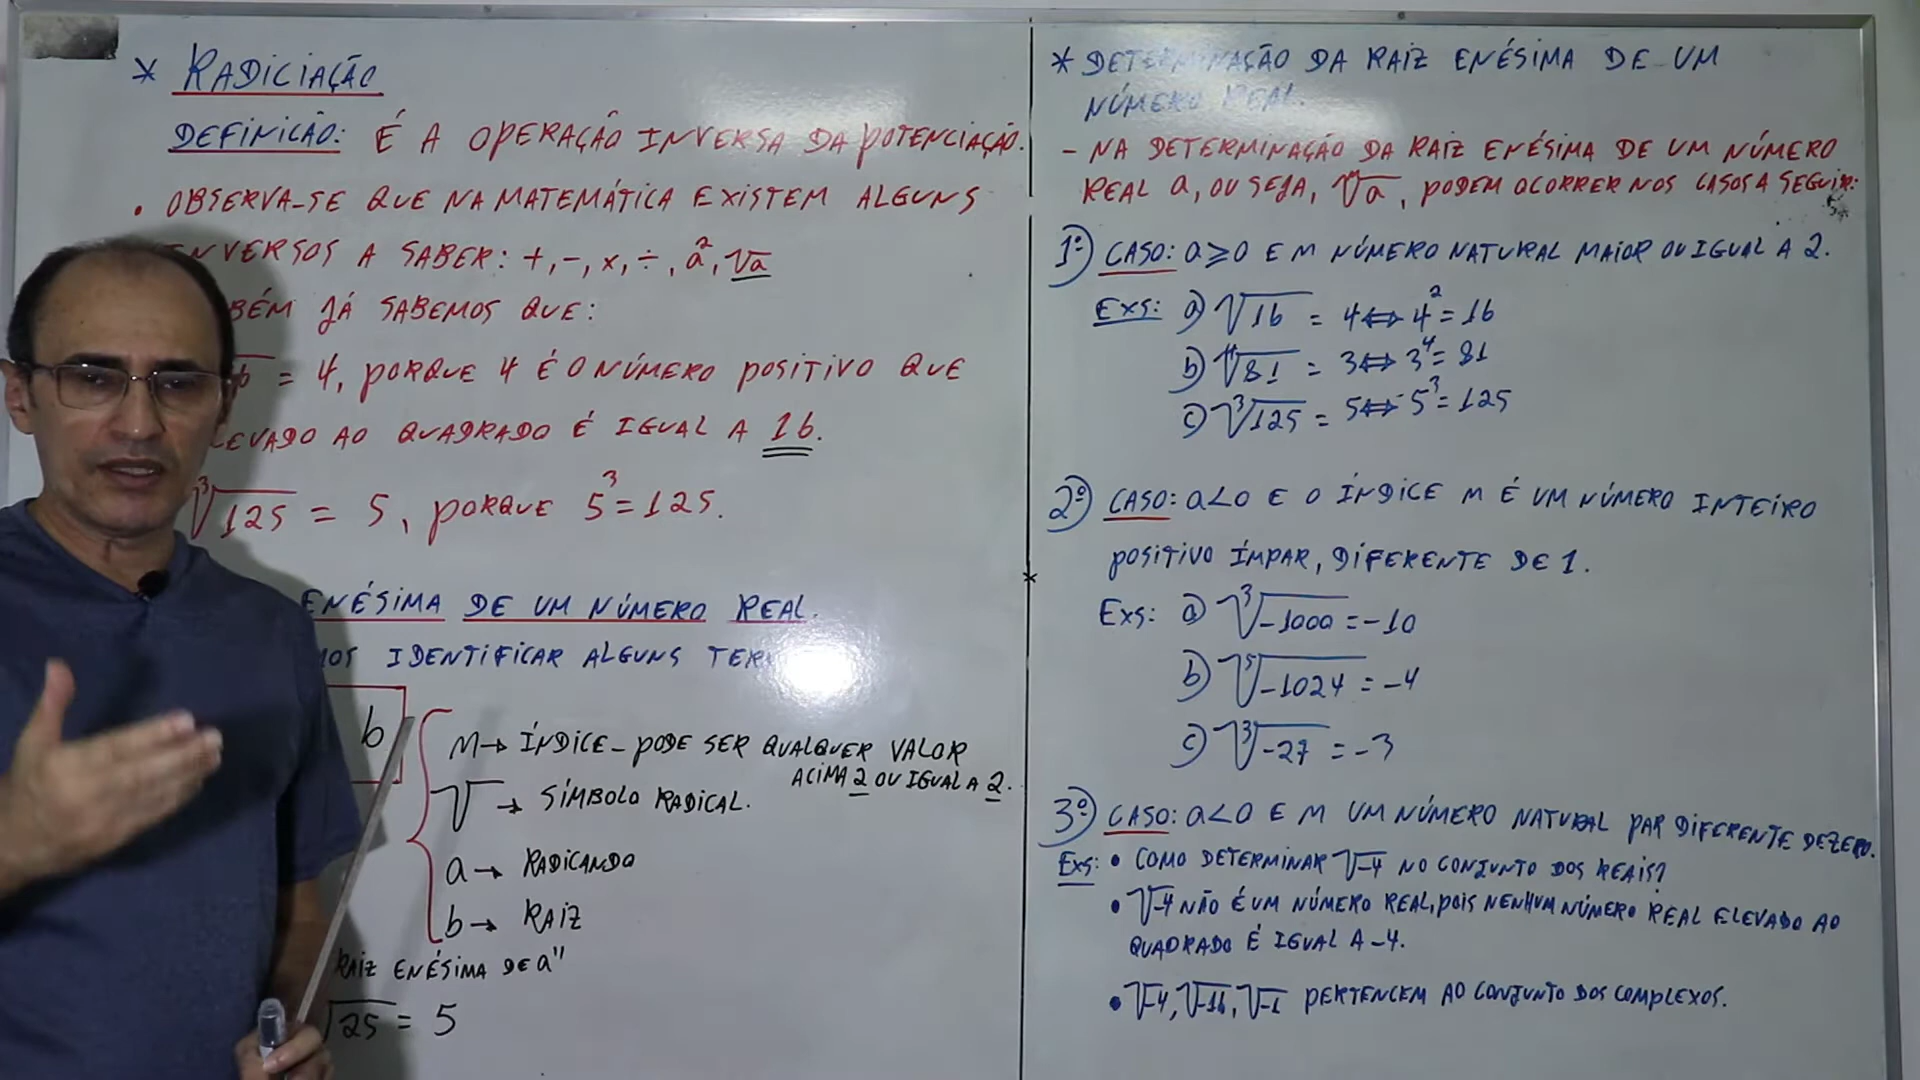 * RADICIAÇÃO
DEFINIÇÃO: É A OPERAÇÃO INVERSA DA POTENCIAÇÃO.
• OBSERVA-SE QUE NA MATEMÁTICA EXISTEM ALGUNS
INVERSOS A SABER: +, -, x, ÷, a², √a
JÁ SABEMOS QUE:
= 4, PORQUE 4 É O NÚMERO POSITIVO QUE
ELEVADO AO QUADRADO É IGUAL A 16.
³√125 = 5, PORQUE 5³ = 125.
ENÉSIMA DE UM NÚMERO REAL.
IDENTIFICAR ALGUNS
b
M → ÍNDICE - PODE SER QUALQUER VALOR
ACIMA 2 OU IGUAL A 2.
√ → SÍMBOLO RADICAL.
a → RADICANDO
b → RAIZ
RAIZ ENÉSIMA DE a"
√25 = 5
* DETERMINAÇÃO DA RAIZ ENÉSIMA DE UM
NÚMERO REAL.
- NA DETERMINAÇÃO DA RAIZ ENÉSIMA DE UM NÚMERO
REAL a, OU SEJA, ᵐ√a, PODEM OCORRER NOS CASOS A SEGUIR:
1º) CASO: a ≥ 0 E M NÚMERO NATURAL MAIOR OU IGUAL A 2.
EXS: a) √16 = 4 ⇔ 4² = 16
b) ⁴√81 = 3 ⇔ 3⁴ = 81
c) ³√125 = 5 ⇔ 5³ = 125
2º) CASO: a < 0 E O ÍNDICE M É UM NÚMERO INTEIRO
POSITIVO ÍMPAR, DIFERENTE DE 1.
EXS: a) ³√-1000 = -10
b) ⁵√-1024 = -4
c) ³√-27 = -3
3º) CASO: a < 0 E M UM NÚMERO NATURAL PAR DIFERENTE DE ZERO.
EXS: • COMO DETERMINAR √-4 NO CONJUNTO DOS REAIS?
• √-4 NÃO É UM NÚMERO REAL, POIS NENHUM NÚMERO REAL ELEVADO AO
QUADRADO É IGUAL A -4.
• √-4, √-16, √-1 PERTENCEM AO CONJUNTO DOS COMPLEXOS.